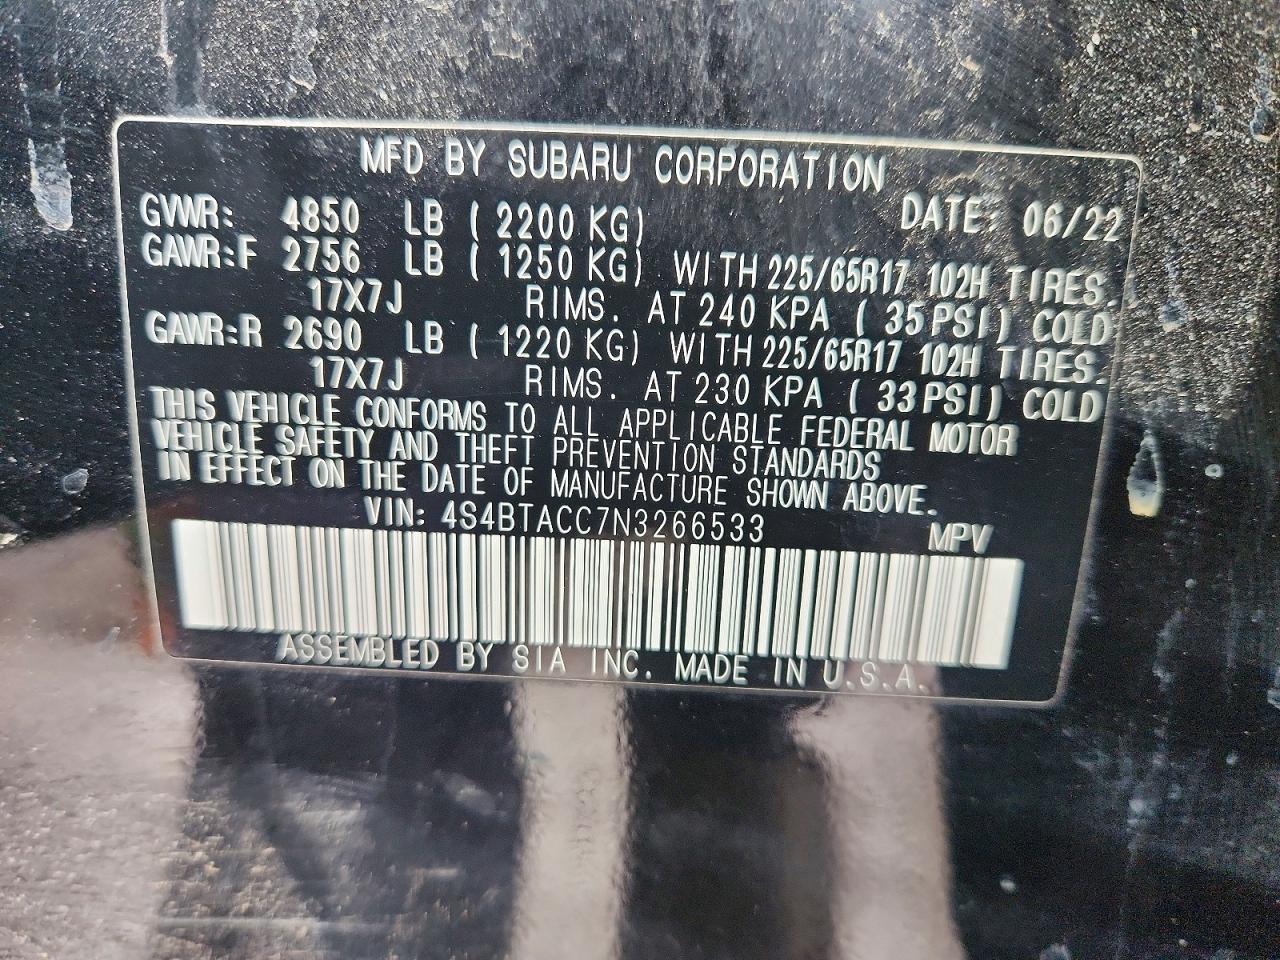 MFD BY SUBARU CORPORATION
GVWR: 4850 LB ( 2200 KG) DATE: 06/22
GAWR:F 2756 LB ( 1250 KG) WITH 225/65R17 102H TIRES.
17X7J RIMS. AT 240 KPA ( 35 PSI) COLD
GAWR:R 2690 LB ( 1220 KG) WITH 225/65R17 102H TIRES.
17X7J RIMS. AT 230 KPA ( 33 PSI) COLD
THIS VEHICLE CONFORMS TO ALL APPLICABLE FEDERAL MOTOR
VEHICLE SAFETY AND THEFT PREVENTION STANDARDS
IN EFFECT ON THE DATE OF MANUFACTURE SHOWN ABOVE.
VIN: 4S4BTACC7N3266533 MPV
ASSEMBLED BY SIA INC. MADE IN U.S.A.